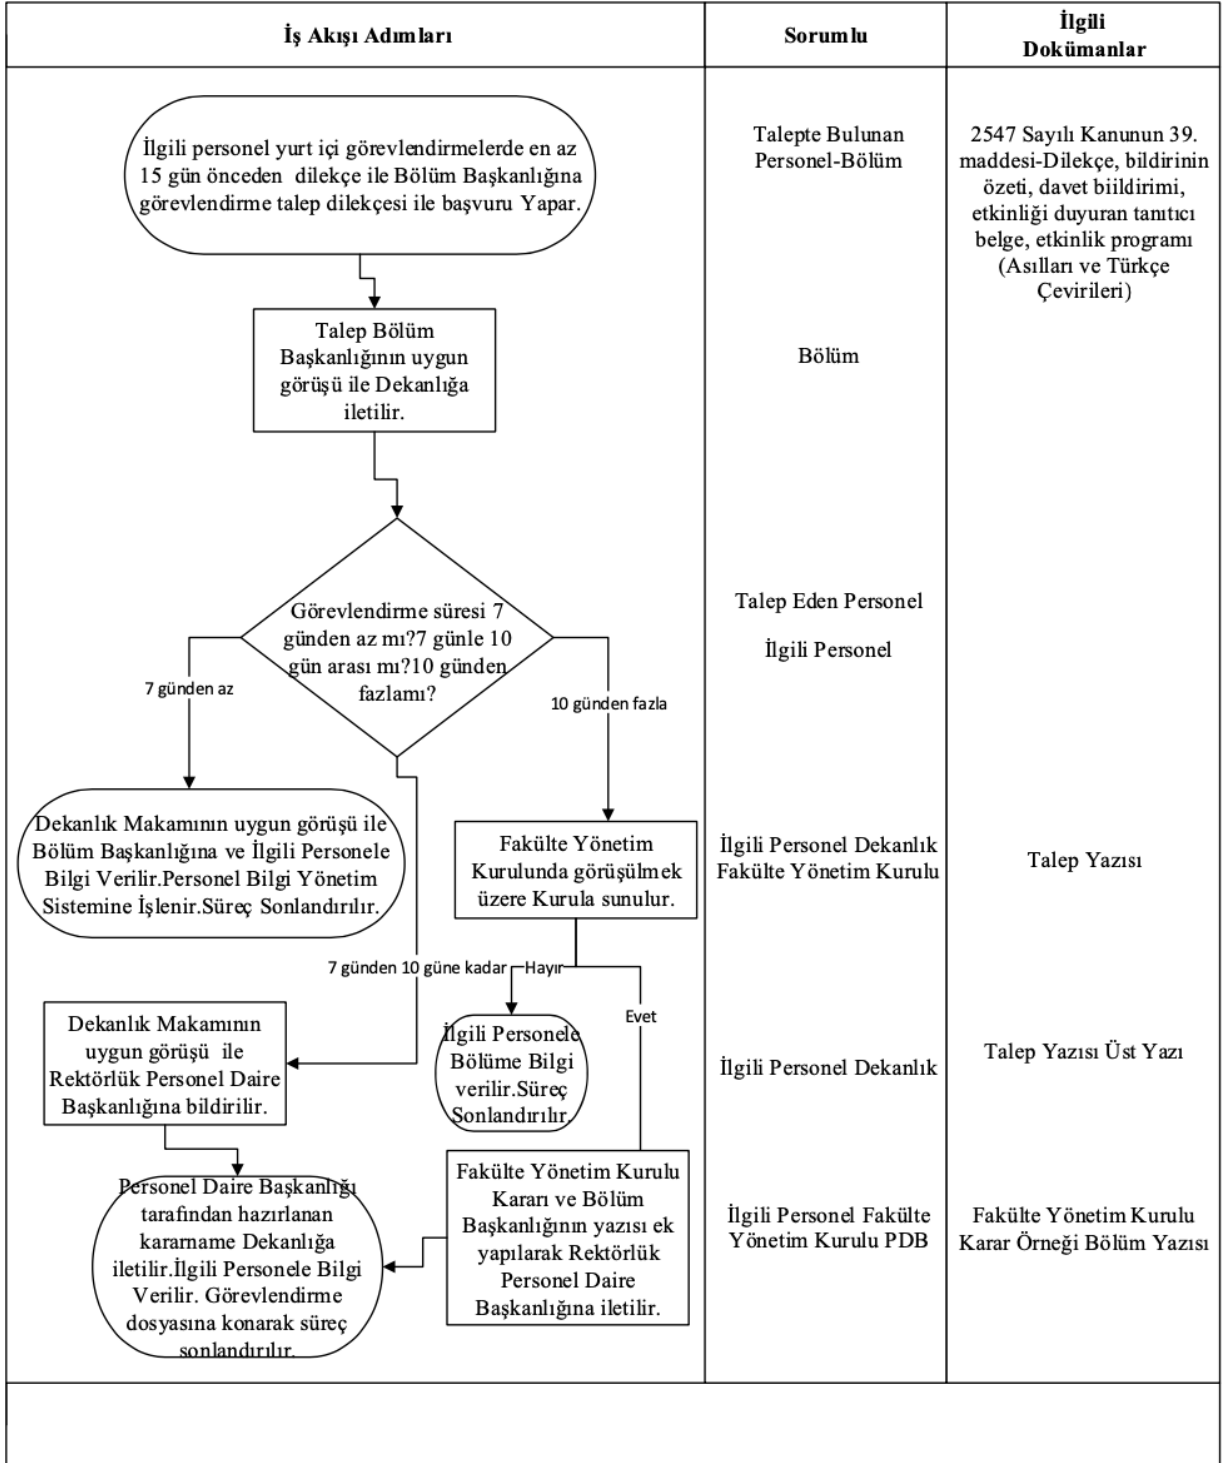 İş Akışı Adımları
Sorumlu
İlgili
Dokümanlar
İlgili personel yurt içi görevlendirmelerde en az
15 gün önceden dilekçe ile Bölüm Başkanlığına
görevlendirme talep dilekçesi ile başvuru Yapar.
Talepte Bulunan
Personel-Bölüm
2547 Sayılı Kanunun 39.
maddesi-Dilekçe, bildirinin
özeti, davet biildirimi,
etkinliği duyuran tanıtıcı
belge, etkinlik programı
(Asılları ve Türkçe
Çevirileri)
Talep Bölüm
Başkanlığının uygun
görüşü ile Dekanlığa
iletilir.
Bölüm
Görevlendirme süresi 7
günden az mı?7 günle 10
gün arası mı?10 günden
fazlamı?
Talep Eden Personel
İlgili Personel
7 günden az
10 günden fazla
Dekanlık Makamının uygun görüşü ile
Bölüm Başkanlığına ve İlgili Personele
Bilgi Verilir.Personel Bilgi Yönetim
Sistemine İşlenir.Süreç Sonlandırılır.
Fakülte Yönetim
Kurulunda görüşülmek
üzere Kurula sunulur.
İlgili Personel Dekanlık
Fakülte Yönetim Kurulu
Talep Yazısı
7 günden 10 güne kadar
Hayır
Evet
Dekanlık Makamının
uygun görüşü ile
Rektörlük Personel Daire
Başkanlığına bildirilir.
İlgili Personele
Bölüme Bilgi
verilir.Süreç
Sonlandırılır.
İlgili Personel Dekanlık
Talep Yazısı Üst Yazı
Personel Daire Başkanlığı
tarafından hazırlanan
kararname Dekanlığa
iletilir.İlgili Personele Bilgi
Verilir. Görevlendirme
dosyasına konarak süreç
sonlandırılır.
Fakülte Yönetim Kurulu
Kararı ve Bölüm
Başkanlığının yazısı ek
yapılarak Rektörlük
Personel Daire
Başkanlığına iletilir.
İlgili Personel Fakülte
Yönetim Kurulu PDB
Fakülte Yönetim Kurulu
Karar Örneği Bölüm Yazısı